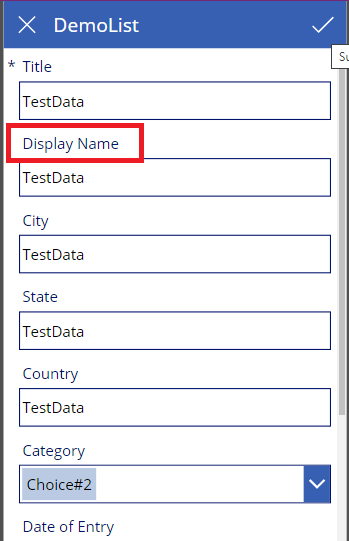 DemoList
Su
* Title
TestData
Display Name
TestData
City
TestData
State
TestData
Country
TestData
Category
Choice#2
Date of Entry